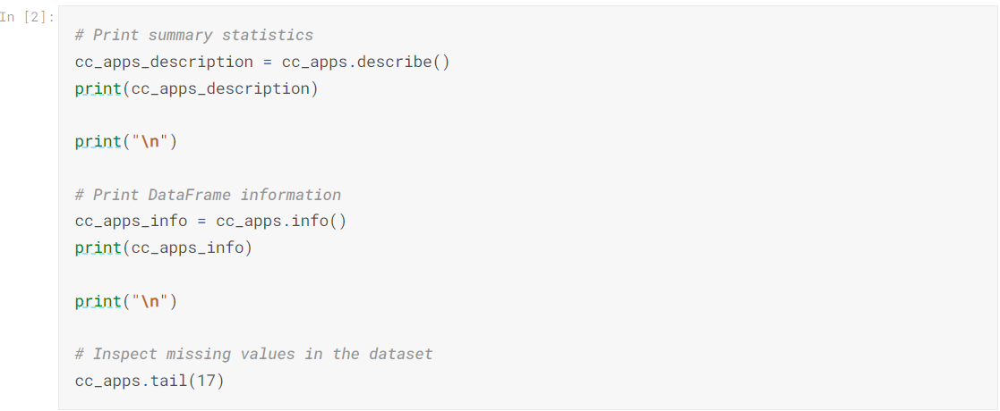 In [2]:
# Print summary statistics
cc_apps_description = cc_apps.describe()
print(cc_apps_description)
print("\n")
# Print DataFrame information
cc_apps_info = cc_apps.info()
print(cc_apps_info)
print("\n")
# Inspect missing values in the dataset
cc_apps.tail(17)